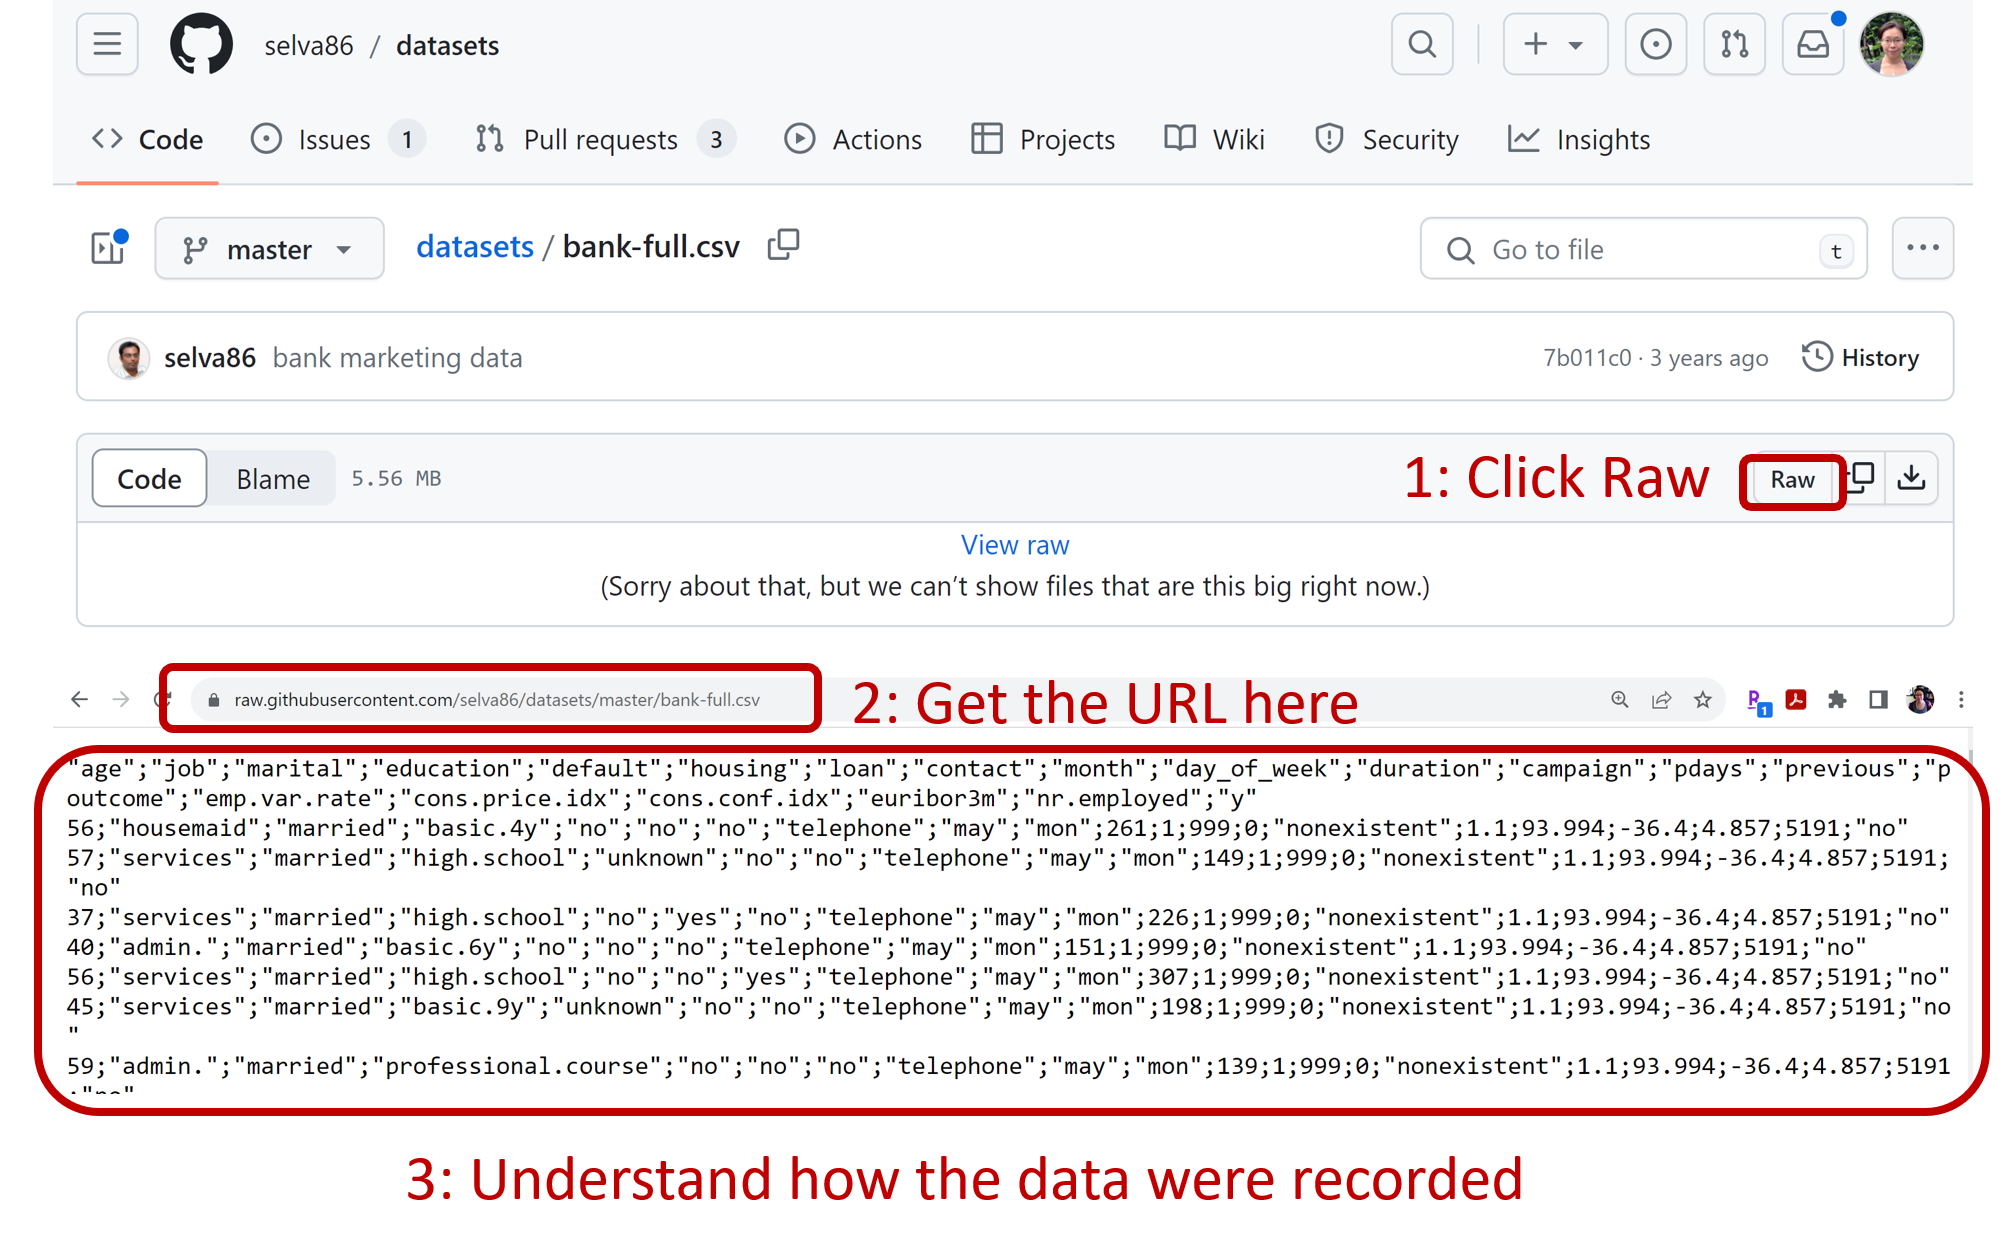 selva86 / datasets
Code Issues 1 Pull requests 3 Actions Projects Wiki Security Insights
master datasets / bank-full.csv Go to file t
selva86 bank marketing data 7b011c0 · 3 years ago History
Code Blame 5.56 MB 1: Click Raw Raw
View raw
(Sorry about that, but we can’t show files that are this big right now.)
raw.githubusercontent.com/selva86/datasets/master/bank-full.csv 2: Get the URL here 1
"age";"job";"marital";"education";"default";"housing";"loan";"contact";"month";"day_of_week";"duration";"campaign";"pdays";"previous";"p
outcome";"emp.var.rate";"cons.price.idx";"cons.conf.idx";"euribor3m";"nr.employed";"y"
56;"housemaid";"married";"basic.4y";"no";"no";"no";"telephone";"may";"mon";261;1;999;0;"nonexistent";1.1;93.994;-36.4;4.857;5191;"no"
57;"services";"married";"high.school";"unknown";"no";"no";"telephone";"may";"mon";149;1;999;0;"nonexistent";1.1;93.994;-36.4;4.857;5191;
"no"
37;"services";"married";"high.school";"no";"yes";"no";"telephone";"may";"mon";226;1;999;0;"nonexistent";1.1;93.994;-36.4;4.857;5191;"no"
40;"admin.";"married";"basic.6y";"no";"no";"no";"telephone";"may";"mon";151;1;999;0;"nonexistent";1.1;93.994;-36.4;4.857;5191;"no"
56;"services";"married";"high.school";"no";"no";"yes";"telephone";"may";"mon";307;1;999;0;"nonexistent";1.1;93.994;-36.4;4.857;5191;"no"
45;"services";"married";"basic.9y";"unknown";"no";"no";"telephone";"may";"mon";198;1;999;0;"nonexistent";1.1;93.994;-36.4;4.857;5191;"no
"
59;"admin.";"married";"professional.course";"no";"no";"no";"telephone";"may";"mon";139;1;999;0;"nonexistent";1.1;93.994;-36.4;4.857;5191
;"no"
3: Understand how the data were recorded